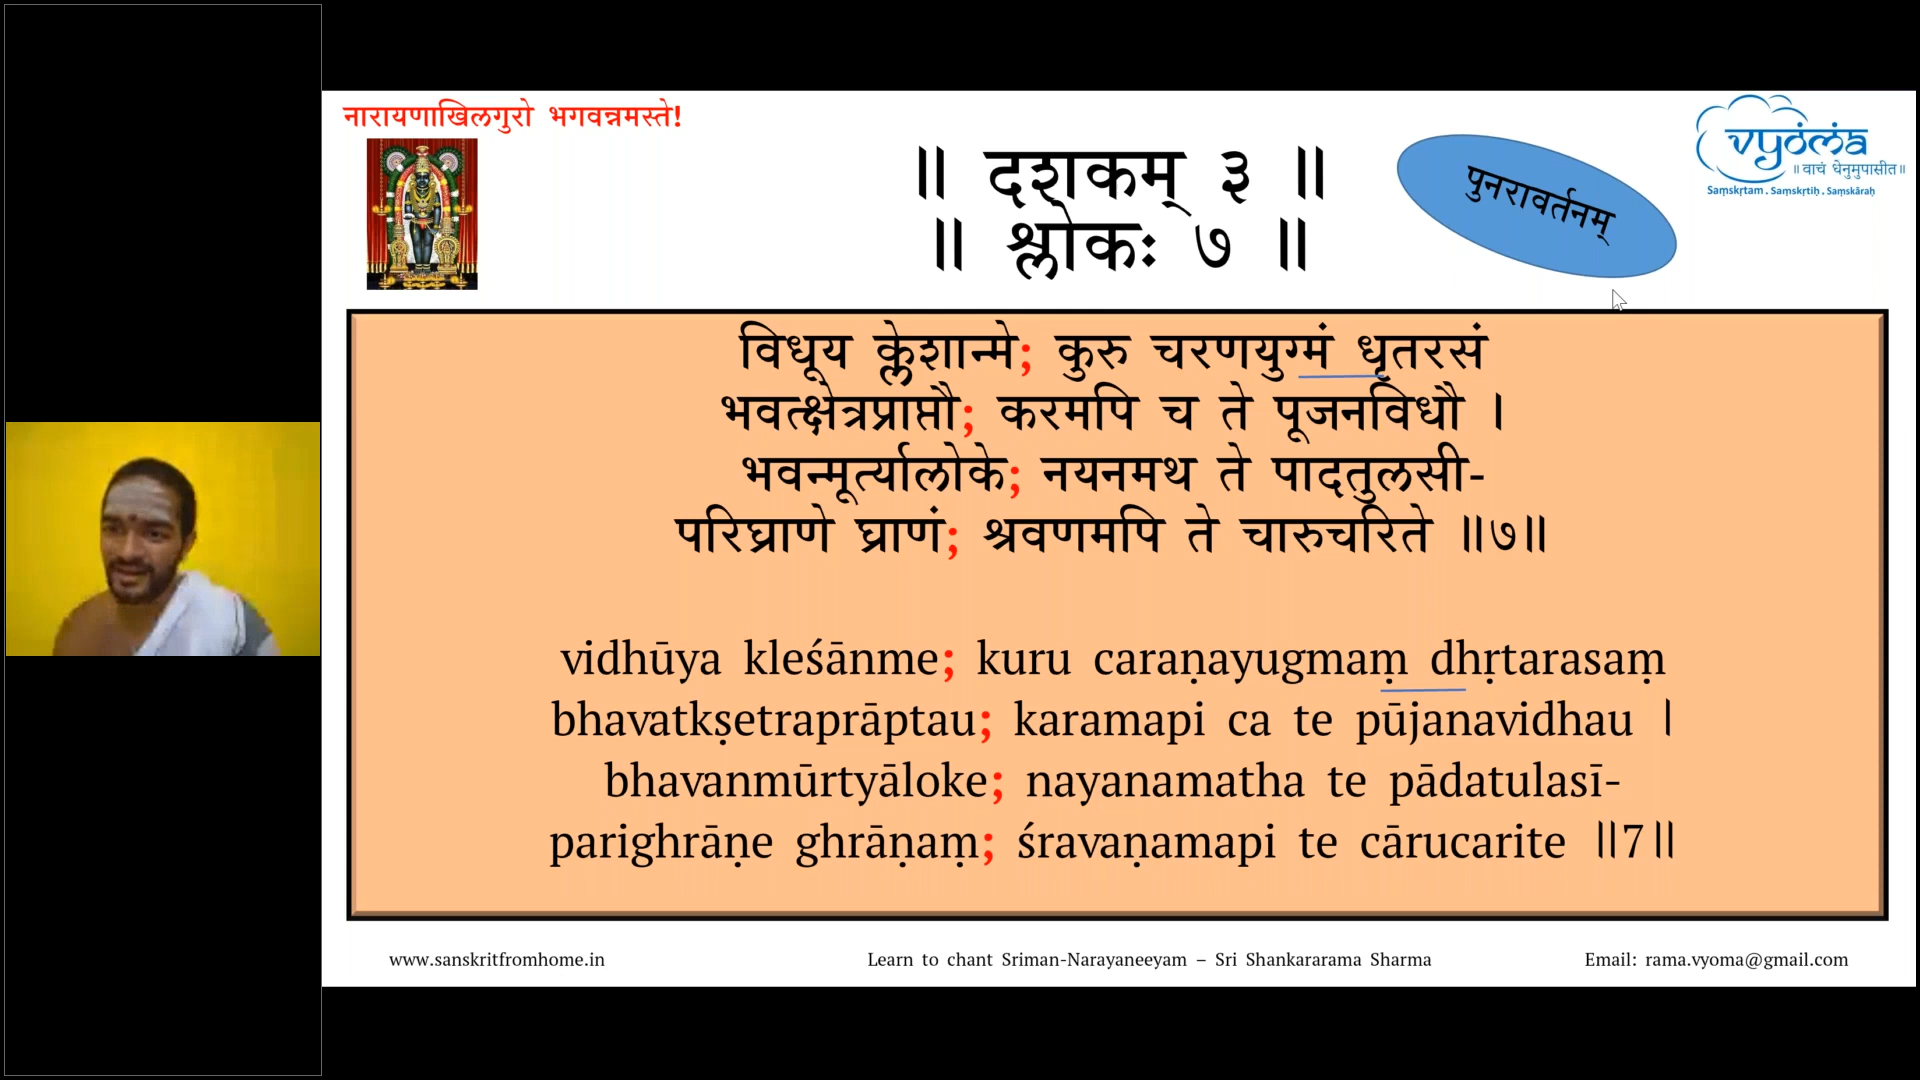 नारायणाखिलगुरो भगवन्नमस्ते!
॥ दशकम् ३ ॥
॥ श्लोकः ७ ॥
पुनरावर्तनम्
vyoma
॥ वाचं धेनुमुपासीत॥
Saṃskṛtam . Saṃskṛtiḥ . Saṃskāraḥ
विधूय क्लेशान्मे; कुरु चरणयुग्मं धृतरसं
भवत्क्षेत्रप्राप्तौ; करमपि च ते पूजनविधौ ।
भवन्मूर्त्यालोके; नयनमथ ते पादतुलसी-
परिघ्राणे घ्राणं; श्रवणमपि ते चारुचरिते ॥७॥
vidhūya kleśānme; kuru caraṇayugmaṃ dhṛtarasaṃ
bhavatkṣetraprāptau; karamapi ca te pūjanavidhau ।
bhavanmūrtyāloke; nayanamatha te pādatulasī-
parighrāṇe ghrāṇaṃ; śravaṇamapi te cārucarite ॥7॥
www.sanskritfromhome.in
Learn to chant Sriman-Narayaneeyam – Sri Shankararama Sharma
Email: rama.vyoma@gmail.com